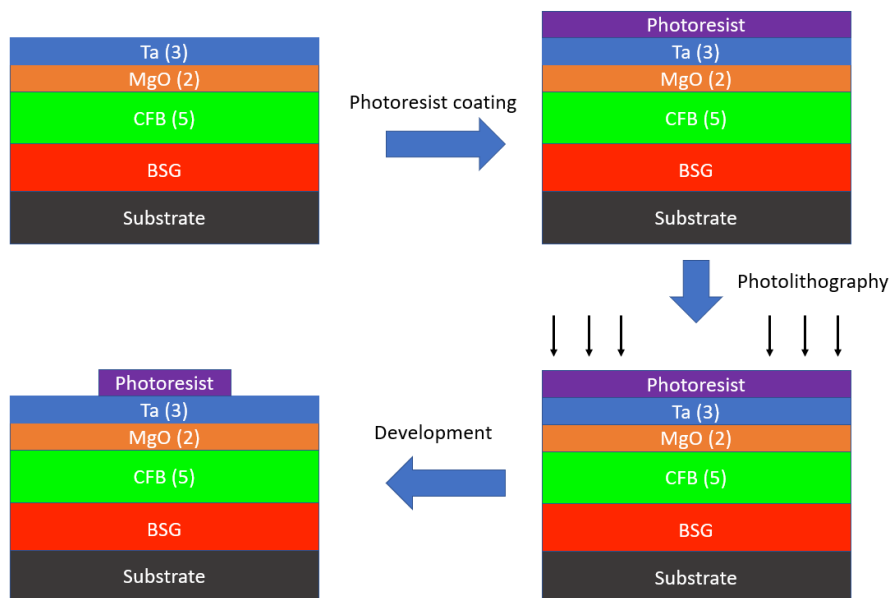 Ta (3)
MgO (2)
CFB (5)
BSG
Substrate
Photoresist coating
Photoresist
Ta (3)
MgO (2)
CFB (5)
BSG
Substrate
Photolithography
Photoresist
Ta (3)
MgO (2)
CFB (5)
BSG
Substrate
Development
Photoresist
Ta (3)
MgO (2)
CFB (5)
BSG
Substrate